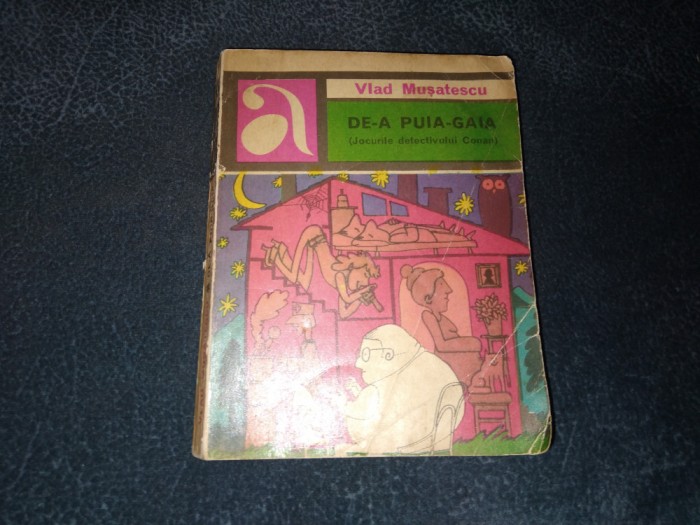 a
Vlad Mușatescu
DE-A PUIA-GAIA
(Jocurile detectivului Conan)